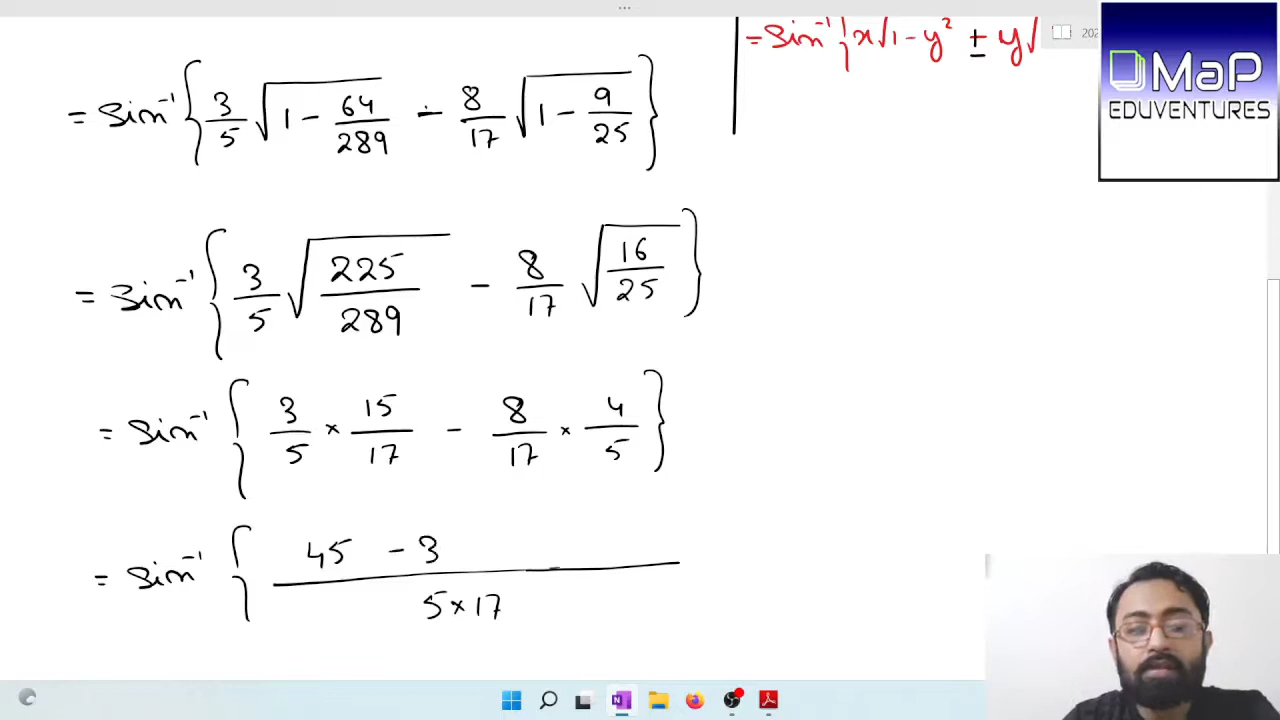 = Sin⁻¹{x√1-y² ± y√
202
MaP
EDUVENTURES
= Sin⁻¹{3/5 √1 - 64/289 - 8/17 √1 - 9/25}
= Sin⁻¹{3/5 √225/289 - 8/17 √16/25}
= Sin⁻¹{3/5 × 15/17 - 8/17 × 4/5}
= Sin⁻¹{45 - 3 / 5×17